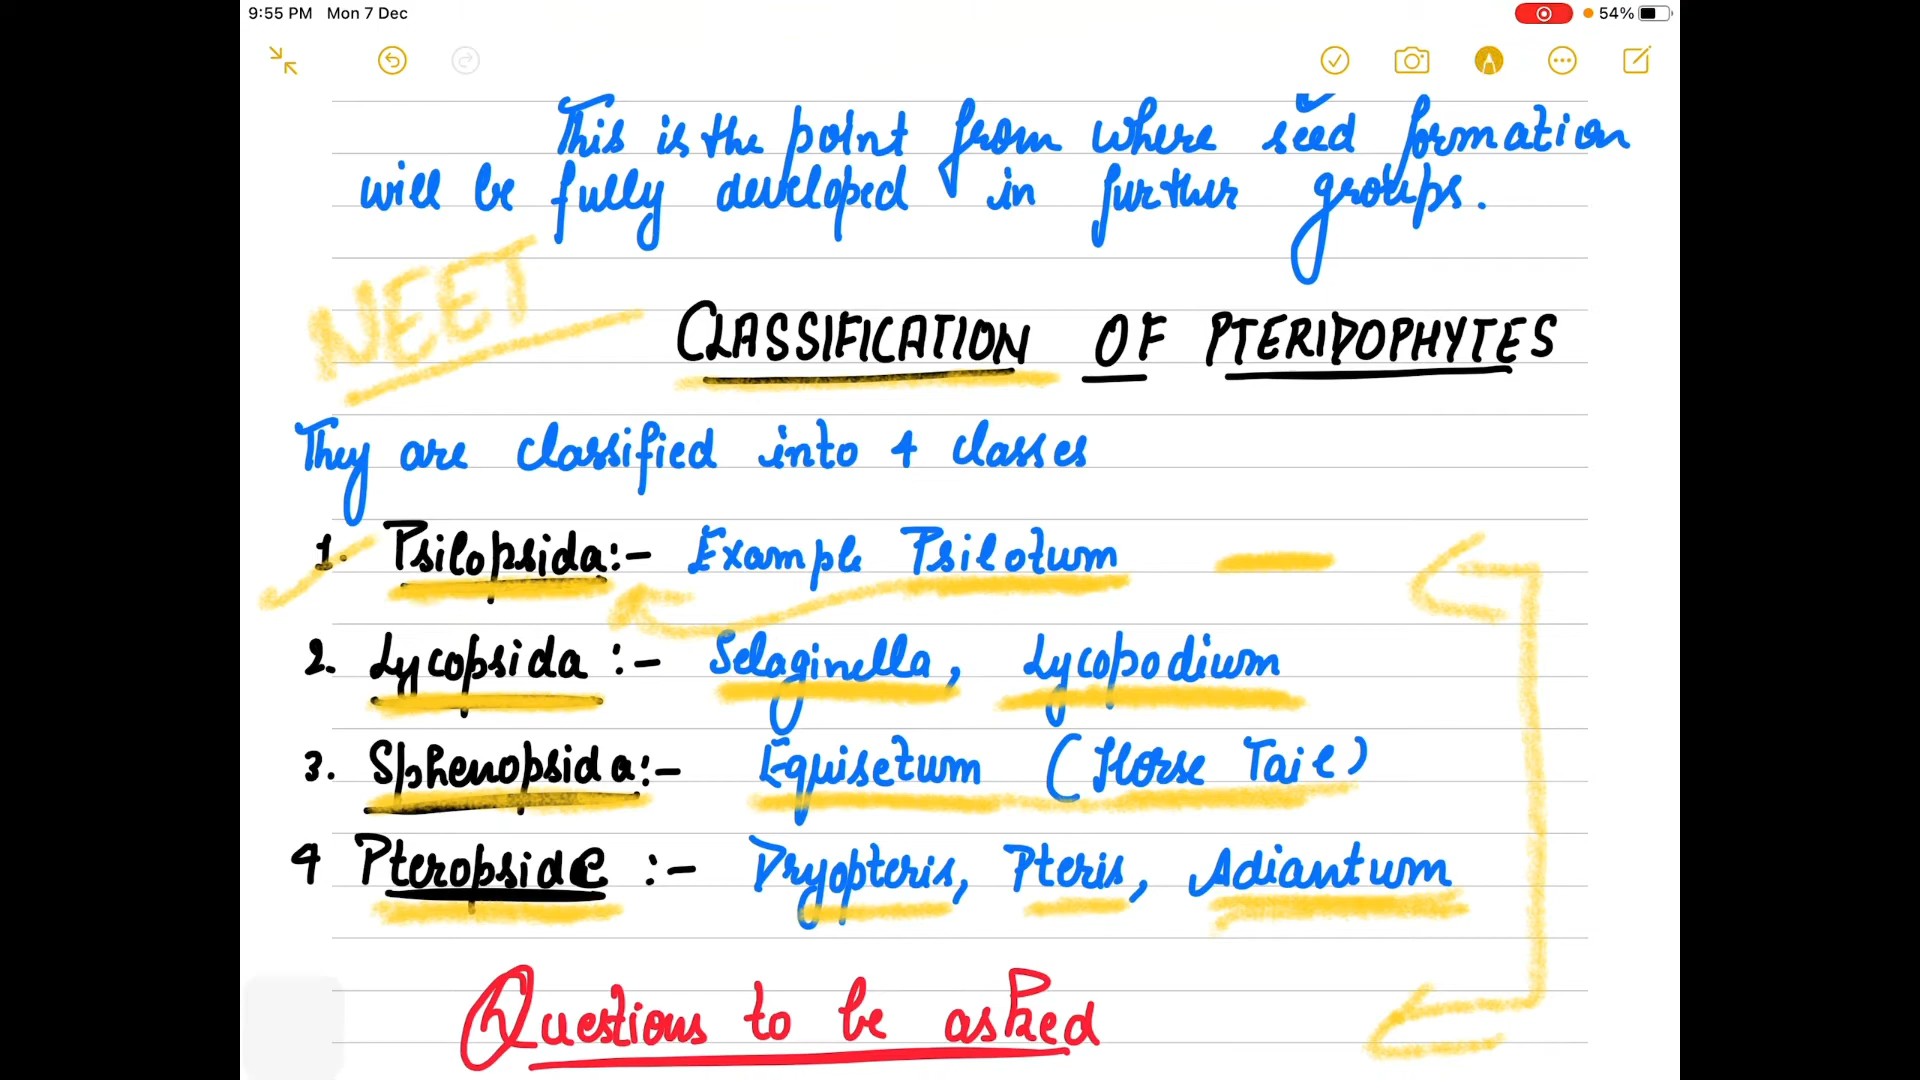 9:55 PM Mon 7 Dec 54%
This is the point from where seed formation
will be fully developed in further groups.
NEET
CLASSIFICATION OF PTERIDOPHYTES
They are classified into 4 classes
1. Psilopsida:- Example Psilotum
2. Lycopsida :- Selaginella, Lycopodium
3. Sphenopsida:- Equisetum (Horse Tail)
4 Pteropside :- Dryopteris, Pteris, Adiantum
Questions to be asked